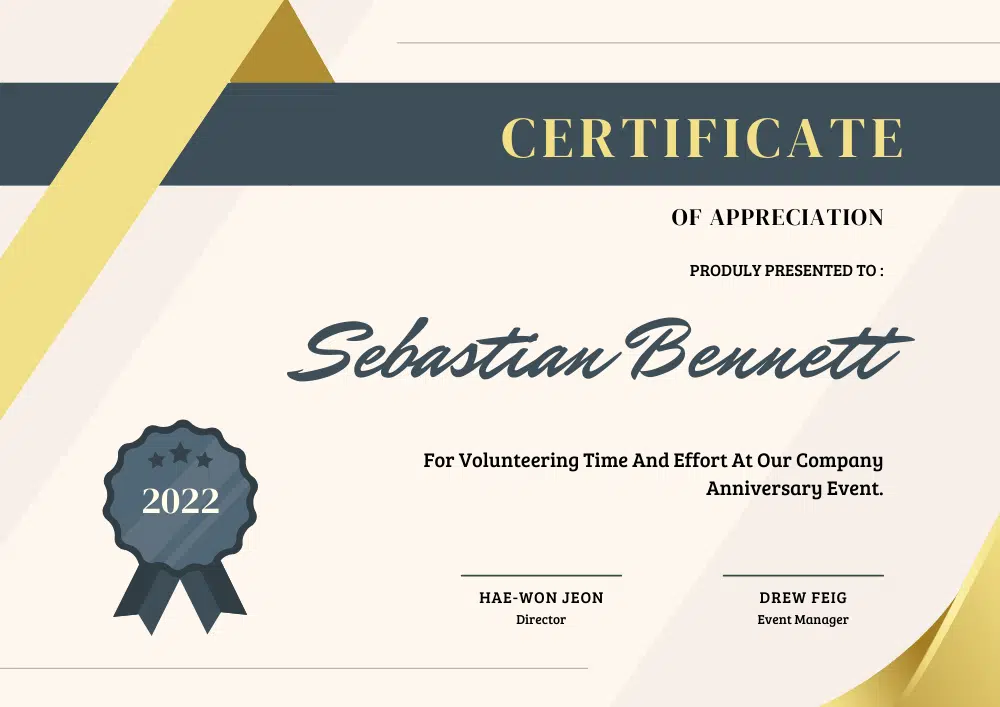 CERTIFICATE
OF APPRECIATION
PRODULY PRESENTED TO :
Sebastian Bennett
For Volunteering Time And Effort At Our Company
Anniversary Event.
2022
HAE-WON JEON
Director
DREW FEIG
Event Manager